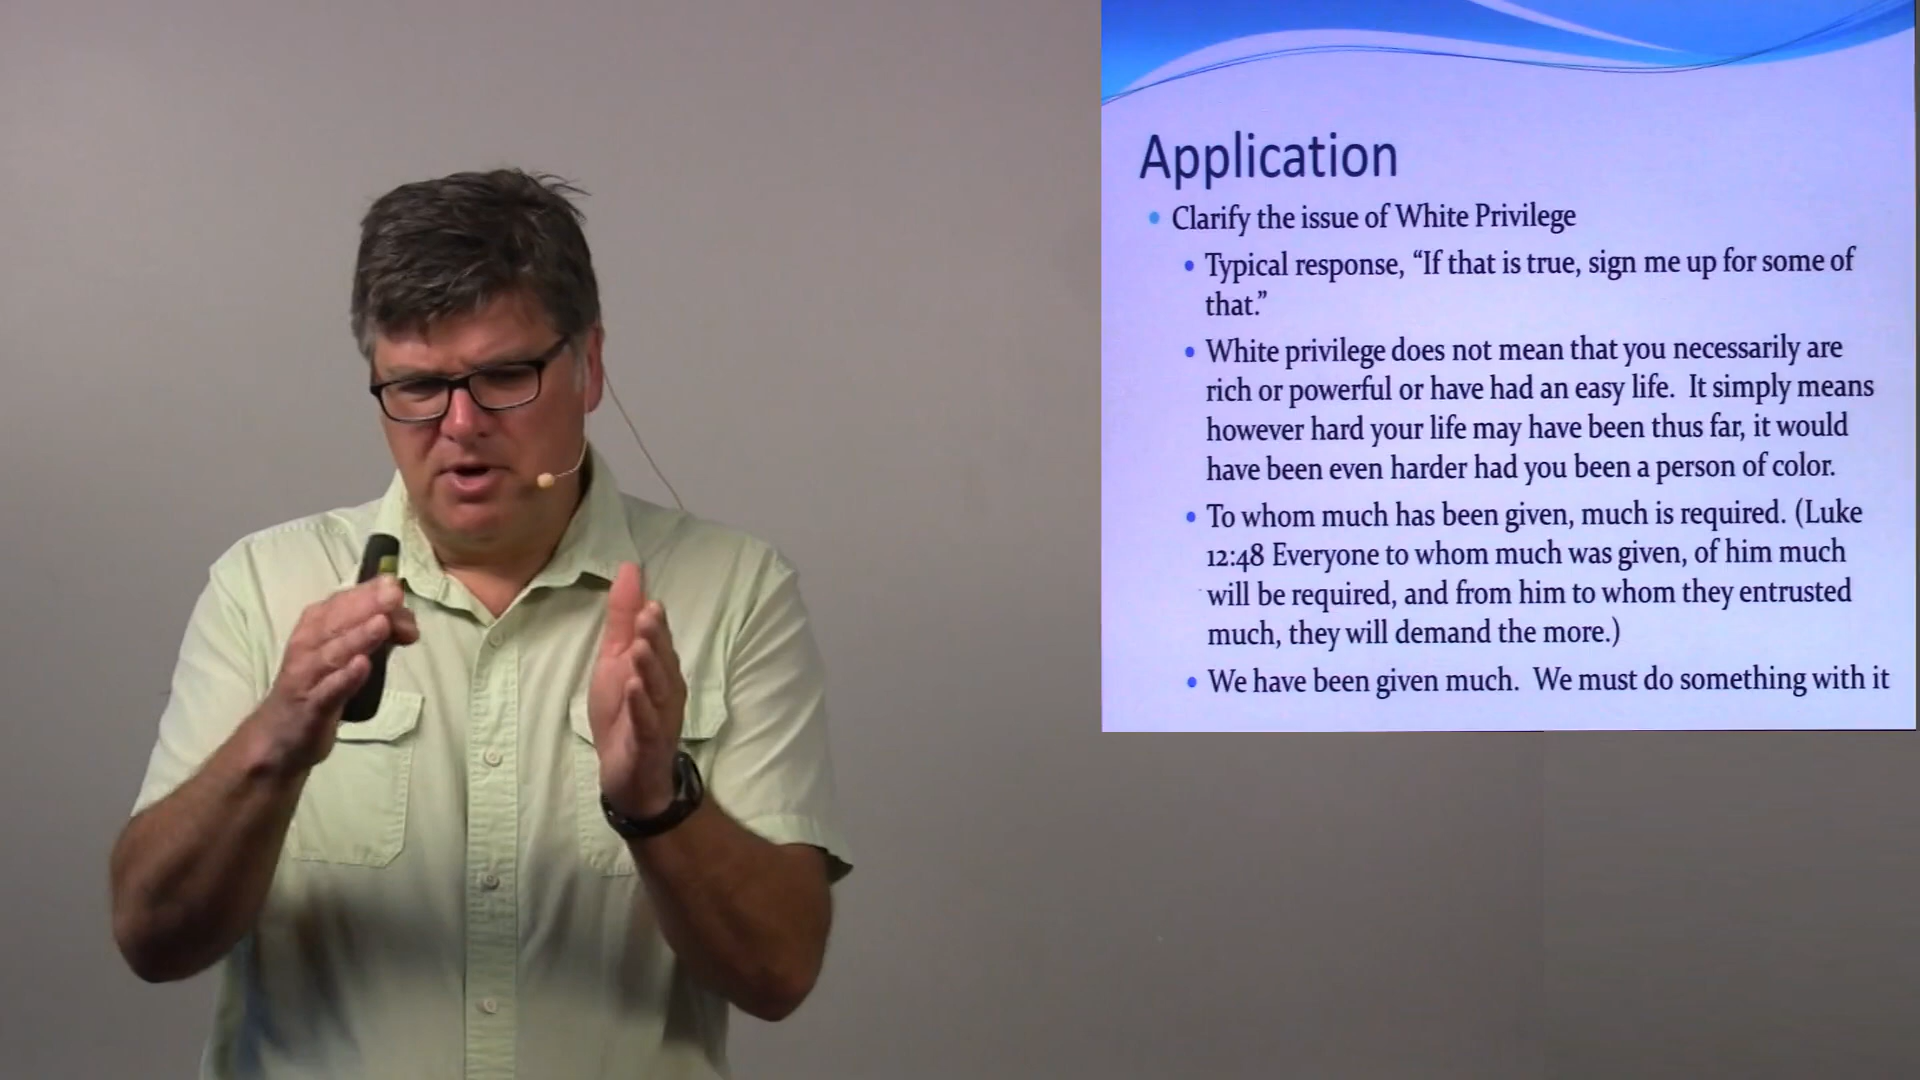 Application
• Clarify the issue of White Privilege
• Typical response, “If that is true, sign me up for some of
that.”
• White privilege does not mean that you necessarily are
rich or powerful or have had an easy life.  It simply means
however hard your life may have been thus far, it would
have been even harder had you been a person of color.
• To whom much has been given, much is required. (Luke
12:48 Everyone to whom much was given, of him much
will be required, and from him to whom they entrusted
much, they will demand the more.)
• We have been given much.  We must do something with it